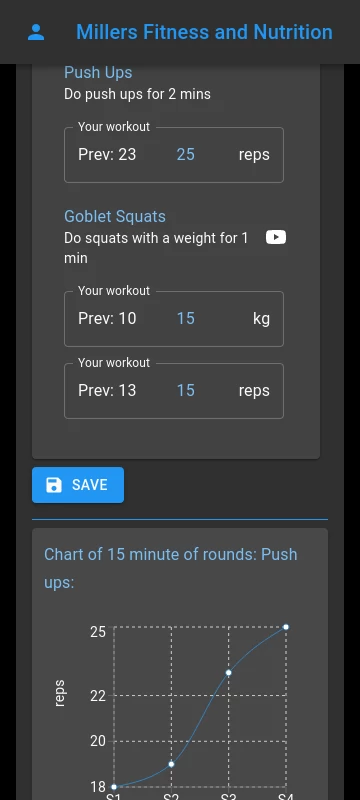 Millers Fitness and Nutrition
Push Ups
Do push ups for 2 mins
Your workout
Prev: 23 25 reps
Goblet Squats
Do squats with a weight for 1
min
Your workout
Prev: 10 15 kg
Your workout
Prev: 13 15 reps
SAVE
Chart of 15 minute of rounds: Push
ups:
25
reps
22
20
18
S1 S2 S3 S4